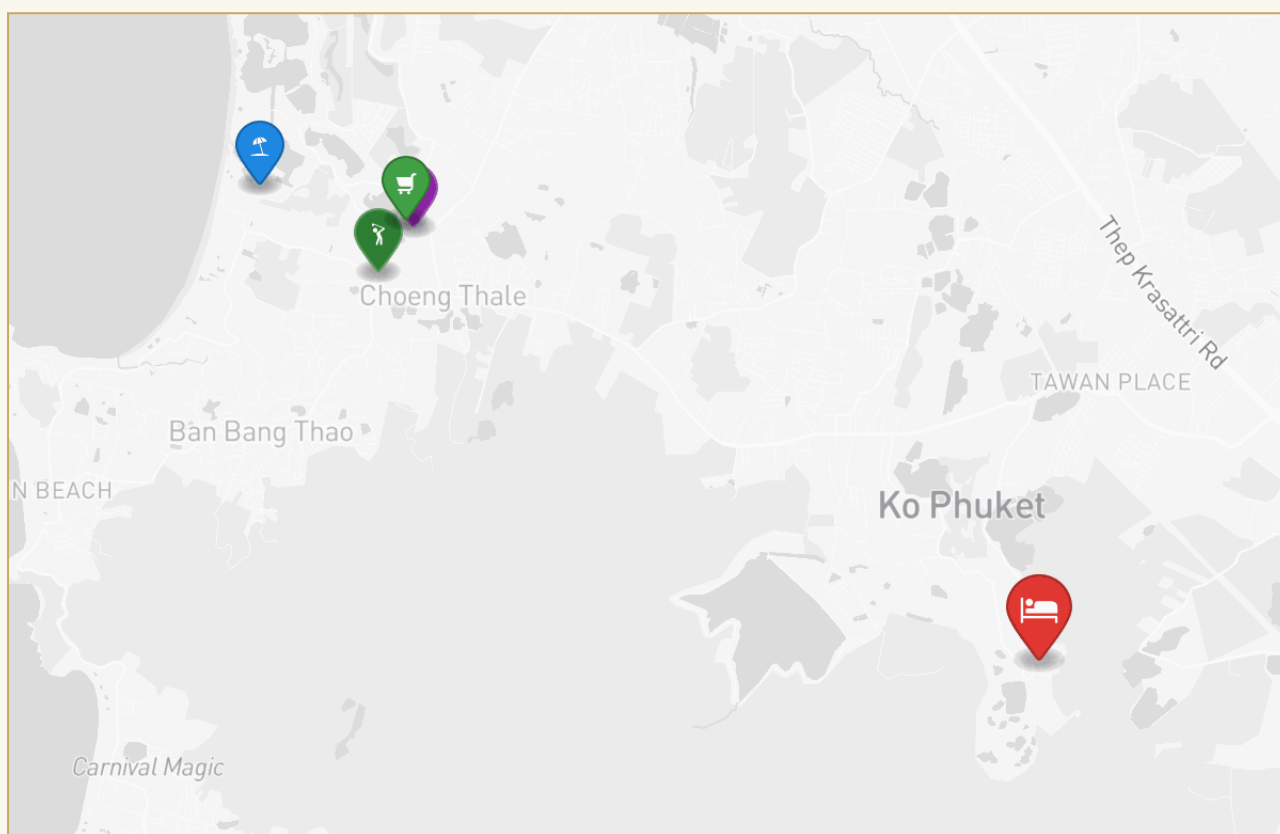 Thep Krasattri Rd
Choeng Thale
TAWAN PLACE
Ban Bang Thao
N BEACH
Ko Phuket
Carnival Magic